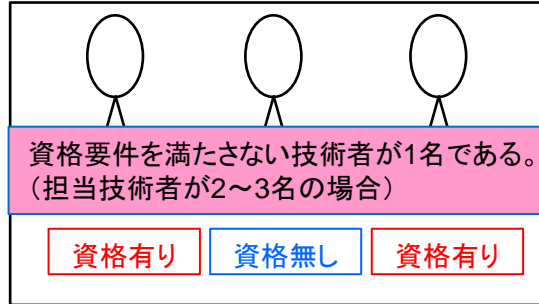 資格要件を満たさない技術者が1名である。
（担当技術者が2～3名の場合）
資格有り 資格無し 資格有り